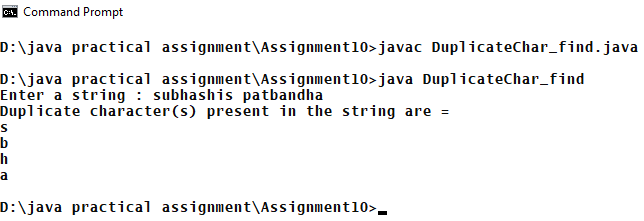 Command Prompt
D:\java practical assignment\Assignment10>javac DuplicateChar_find.java
D:\java practical assignment\Assignment10>java DuplicateChar_find
Enter a string : subhashis patbandha
Duplicate character(s) present in the string are =
s
b
h
a
D:\java practical assignment\Assignment10>